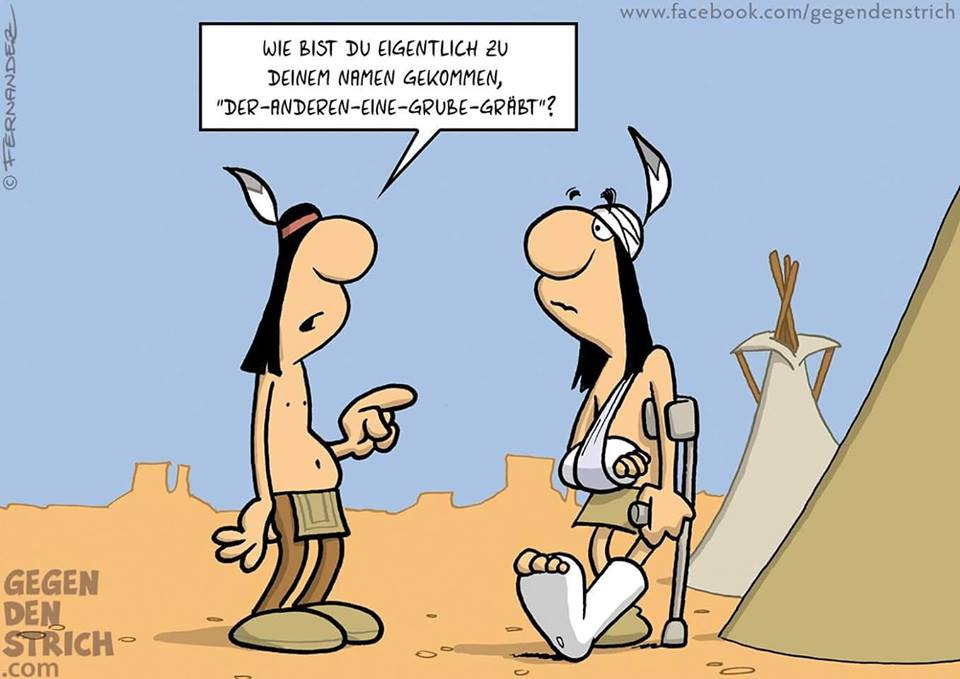 www.facebook.com/gegendenstrich
© FERNANDEZ
WIE BIST DU EIGENTLICH ZU
DEINEM NAMEN GEKOMMEN,
"DER-ANDEREN-EINE-GRUBE-GRÄBT"?
GEGEN
DEN
STRICH
.com